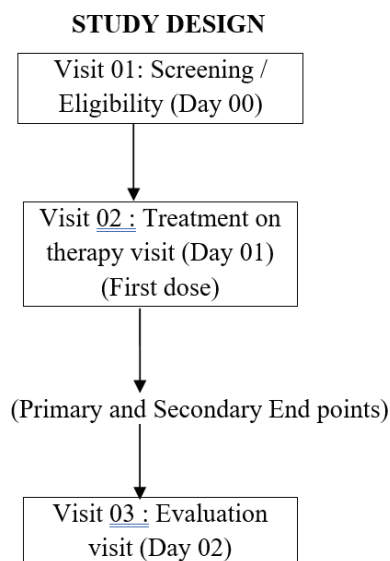 STUDY DESIGN
Visit 01: Screening /
Eligibility (Day 00)
Visit 02 : Treatment on
therapy visit (Day 01)
(First dose)
(Primary and Secondary End points)
Visit 03 : Evaluation
visit (Day 02)